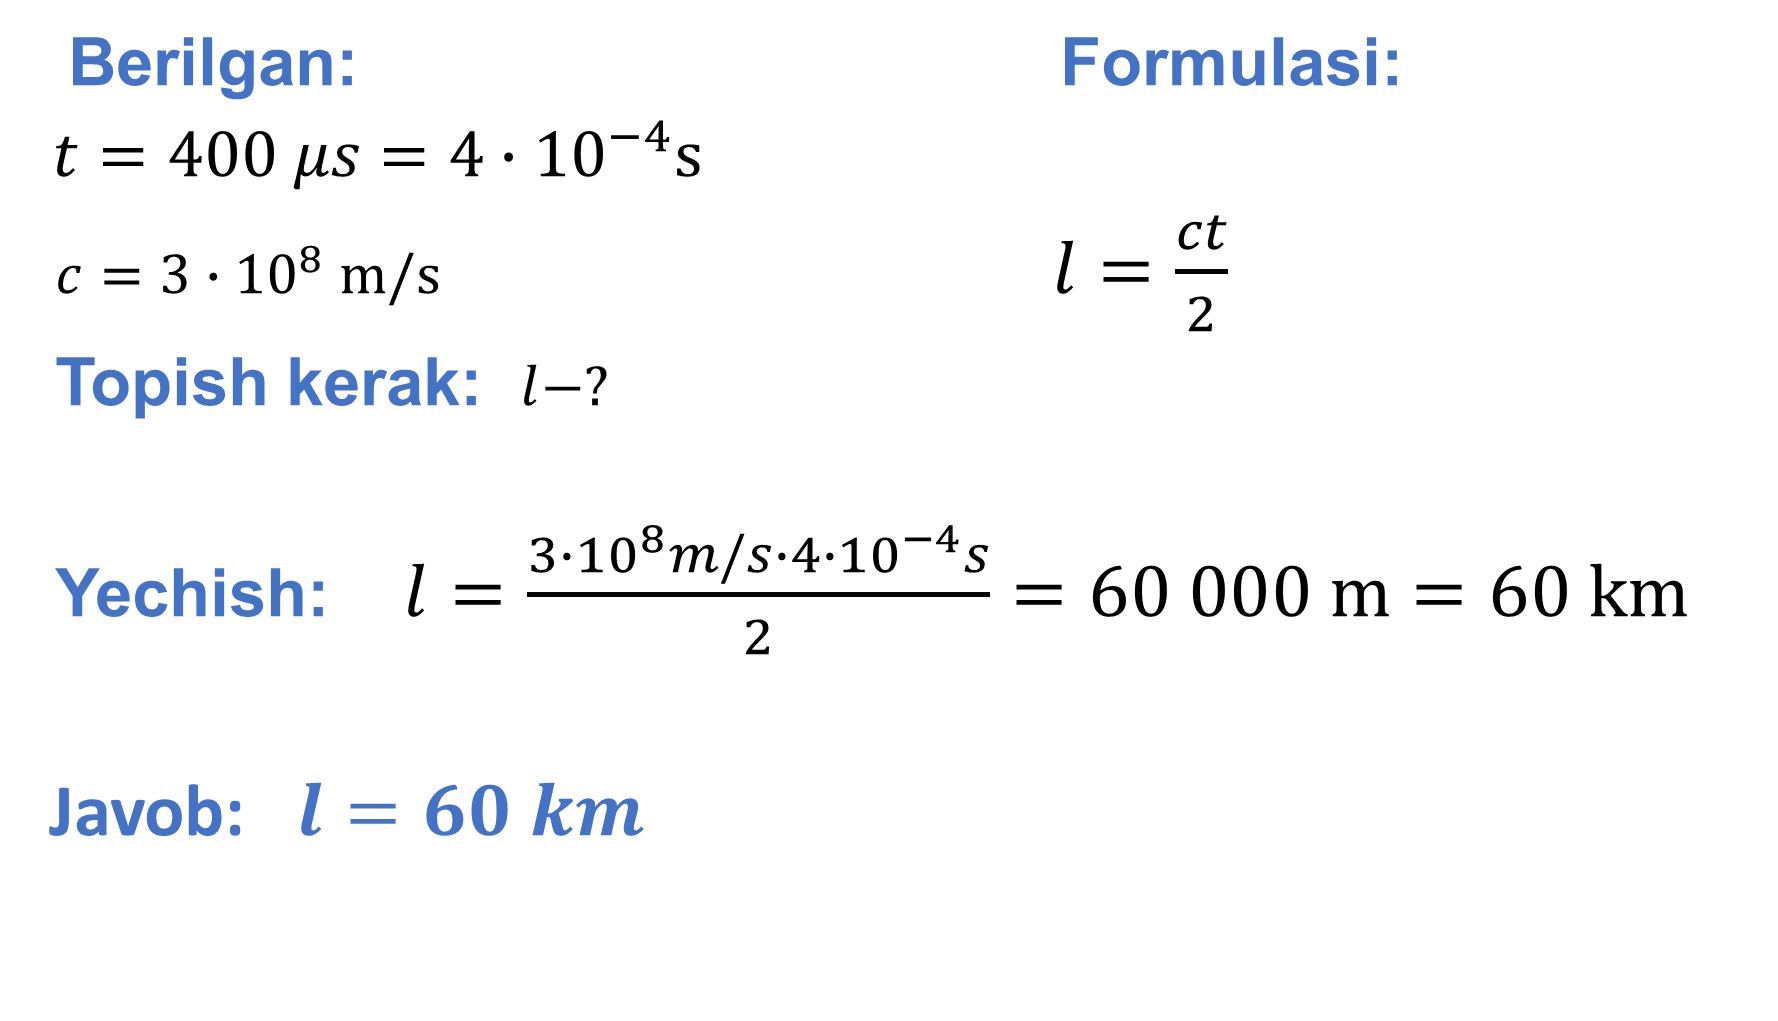 Berilgan:
Formulasi:
t = 400 μs = 4 · 10⁻⁴s
c = 3 · 10⁸ m/s
l = ct/2
Topish kerak: l−?
Yechish: l = 3·10⁸m/s·4·10⁻⁴s/2 = 60 000 m = 60 km
Javob: l = 60 km